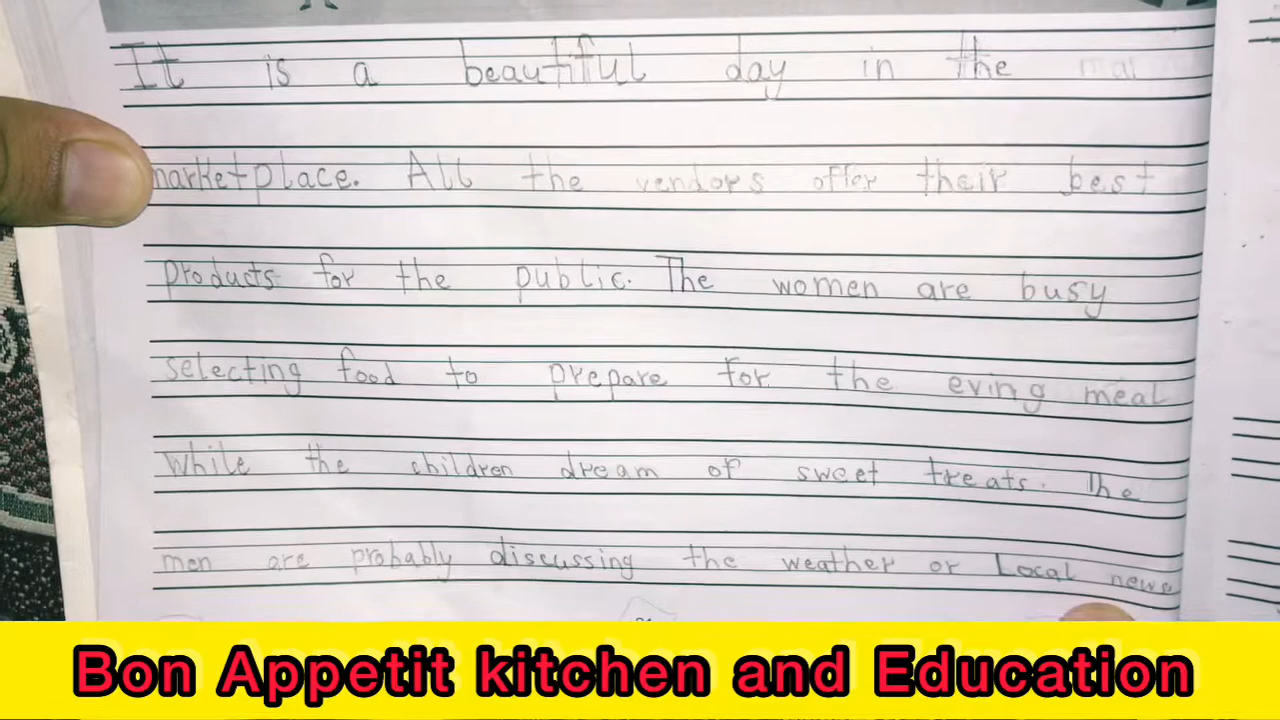 It is a beautiful day in the mal
marketplace. All the vendors offer their best
products for the public. The women are busy
selecting food to prepare for the eving meal
while the children dream of sweet treats. The
men are probably discussing the weather or Local news
Bon Appetit kitchen and Education